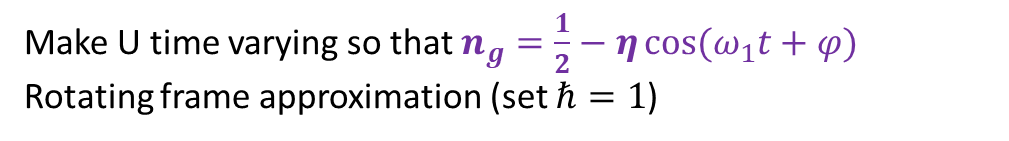 Make U time varying so that n_g = 1/2 − η cos(ω₁t + φ)
Rotating frame approximation (set ℏ = 1)